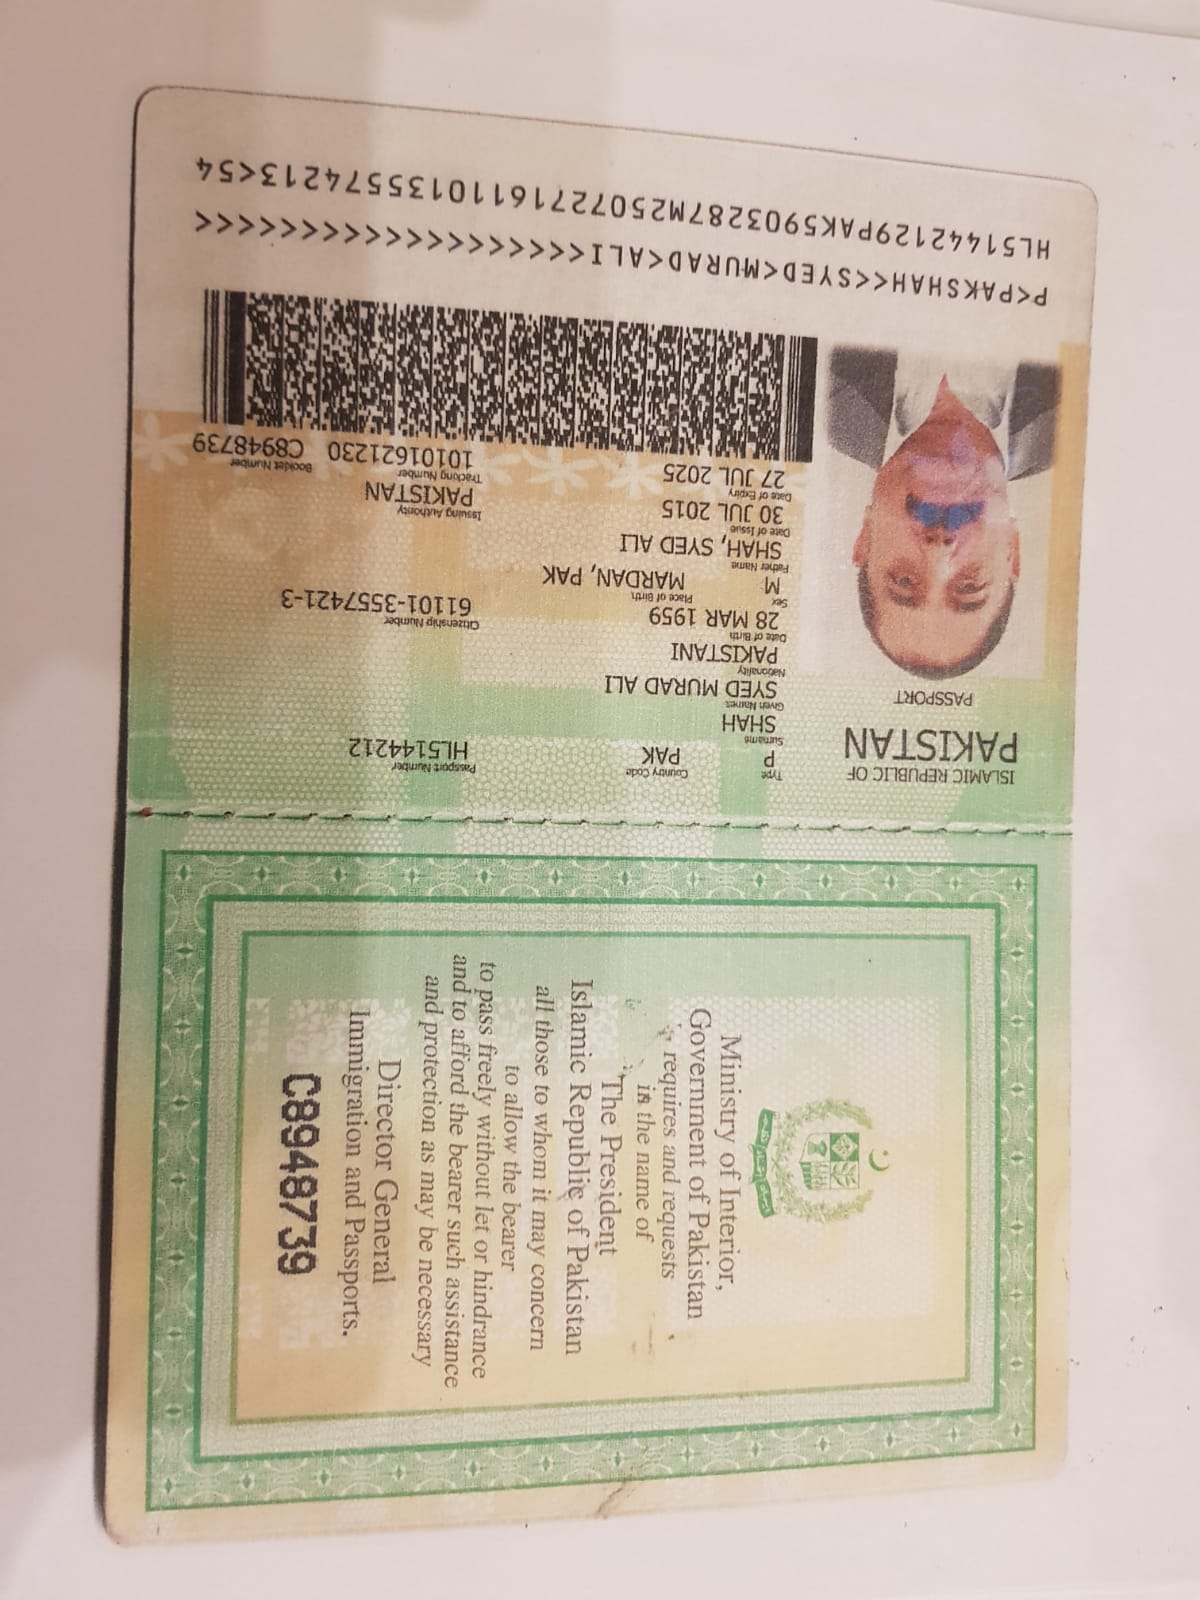 Ministry of Interior,
Government of Pakistan
requires and requests
in the name of
The President
Islamic Republic of Pakistan
all those to whom it may concern
to allow the bearer
to pass freely without let or hindrance
and to afford the bearer such assistance
and protection as may be necessary
Director General
Immigration and Passports.
C8948739
ISLAMIC REPUBLIC OF
PAKISTAN
PASSPORT
Type Country Code Passport Number
P PAK HL5144212
Surname
SHAH
Given Names
SYED MURAD ALI
Nationality
PAKISTANI
Date of Birth Citizenship Number
28 MAR 1959 61101-3557421-3
Sex Place of Birth
M MARDAN, PAK
Father Name
SHAH, SYED ALI
Date of Issue Issuing Authority
30 JUL 2015 PAKISTAN
Date of Expiry Tracking Number Booklet Number
27 JUL 2025 10101621230 C8948739
P<PAKSHAH<<SYED<MURAD<ALI<<<<<<<<<<<<<<<<<<<
HL51442129PAK5903287M25072716110135574213<54